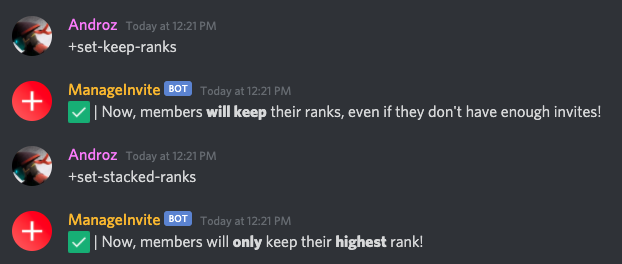 Androz Today at 12:21 PM
+set-keep-ranks
ManageInvite BOT Today at 12:21 PM
✅ | Now, members will keep their ranks, even if they don't have enough invites!
Androz Today at 12:21 PM
+set-stacked-ranks
ManageInvite BOT Today at 12:21 PM
✅ | Now, members will only keep their highest rank!